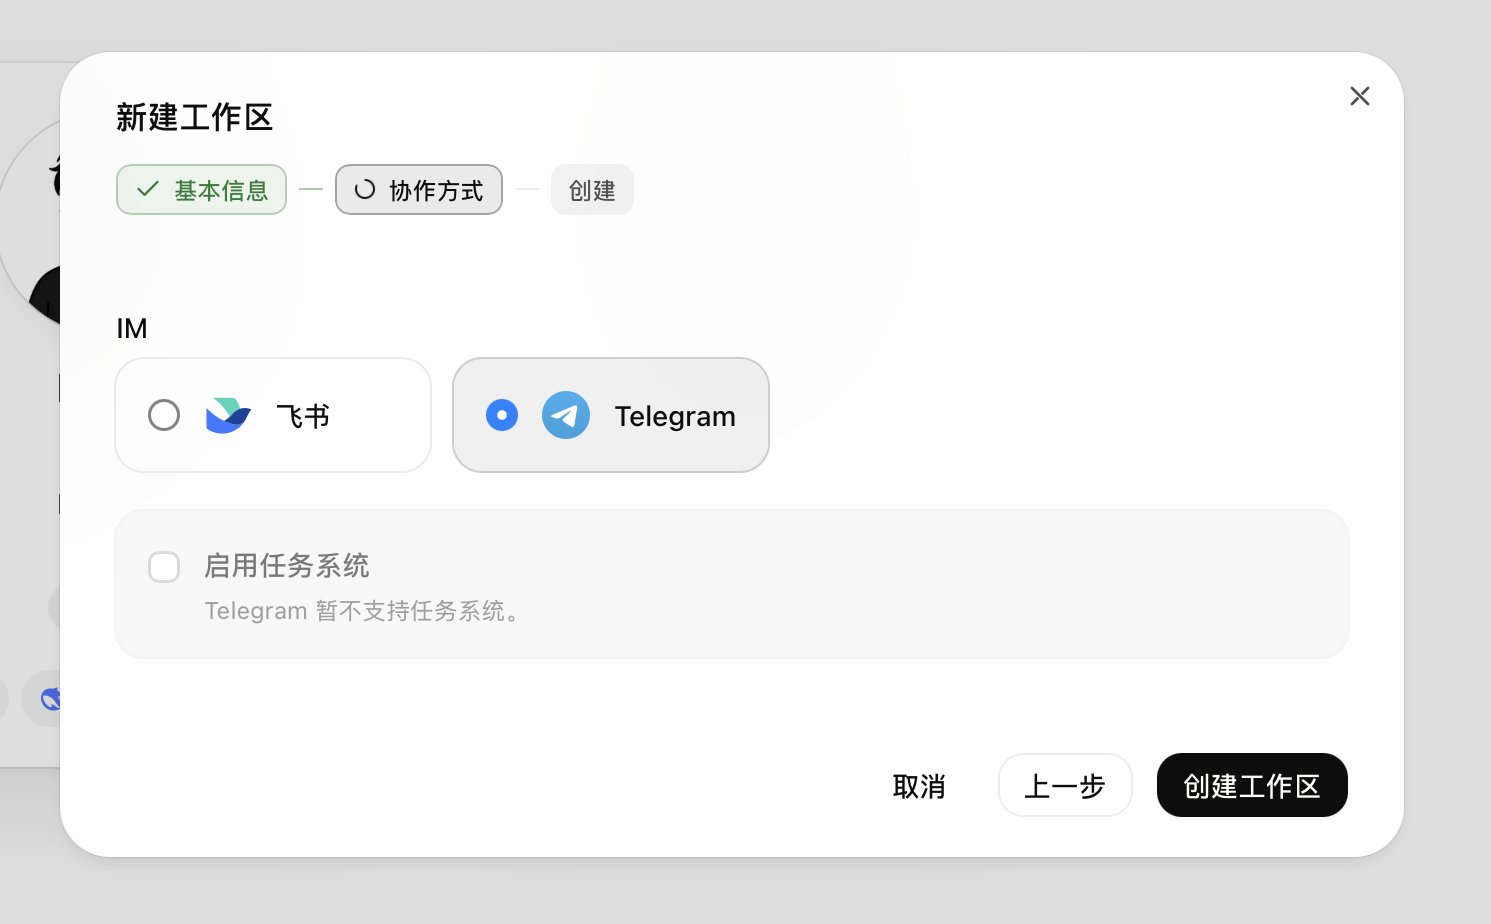 新建工作区
基本信息
协作方式
创建
IM
飞书
Telegram
启用任务系统
Telegram 暂不支持任务系统。
取消
上一步
创建工作区